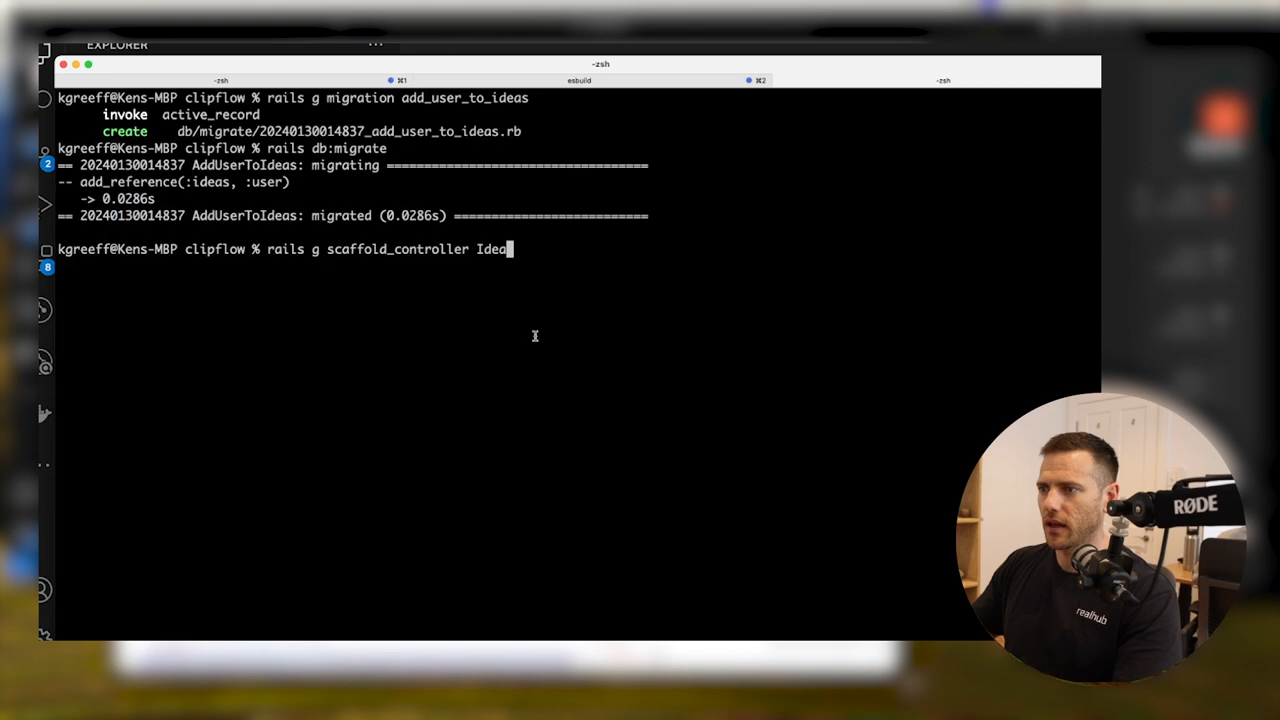 EXPLORER ...
-zsh
-zsh ⌘1 esbuild ⌘2 -zsh
kgreeff@Kens-MBP clipflow % rails g migration add_user_to_ideas
invoke active_record
create db/migrate/20240130014837_add_user_to_ideas.rb
kgreeff@Kens-MBP clipflow % rails db:migrate
== 20240130014837 AddUserToIdeas: migrating ===================================
-- add_reference(:ideas, :user)
-> 0.0286s
== 20240130014837 AddUserToIdeas: migrated (0.0286s) ==========================
kgreeff@Kens-MBP clipflow % rails g scaffold_controller Idea
2
8
RØDE
realhub